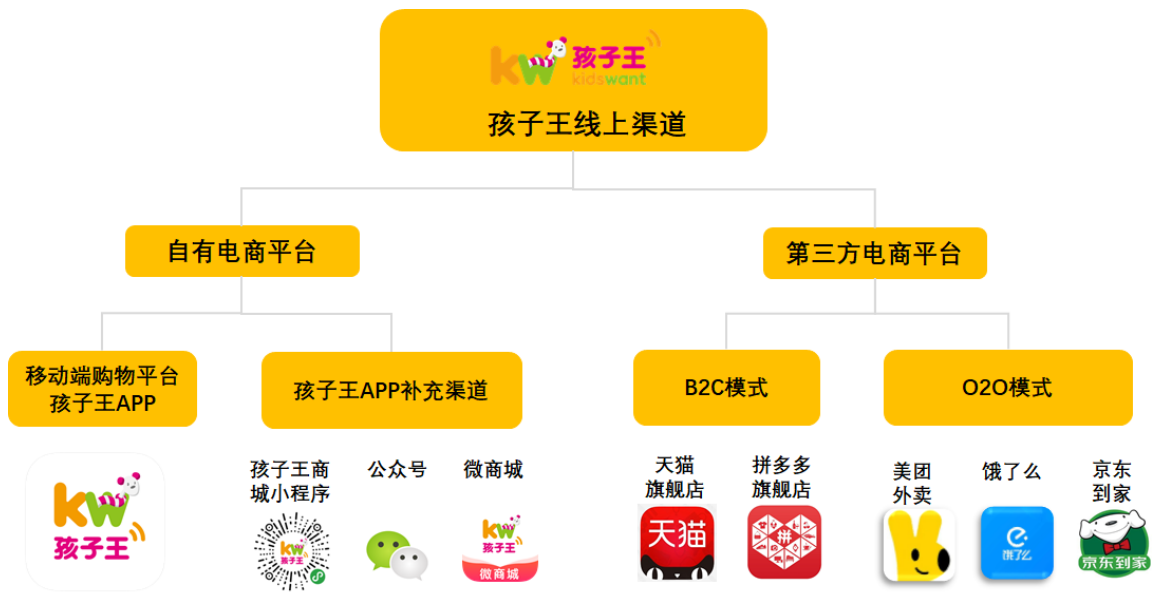 kw 孩子王
kidswant
孩子王线上渠道
自有电商平台
第三方电商平台
移动端购物平台
孩子王APP
孩子王APP补充渠道
B2C模式
O2O模式
孩子王商
城小程序
公众号
微商城
天猫
旗舰店
拼多多
旗舰店
美团
外卖
饿了么
京东
到家
kw
孩子王
kw
孩子王
kw
孩子王
微商城
天猫
拼
饿了么
京东到家